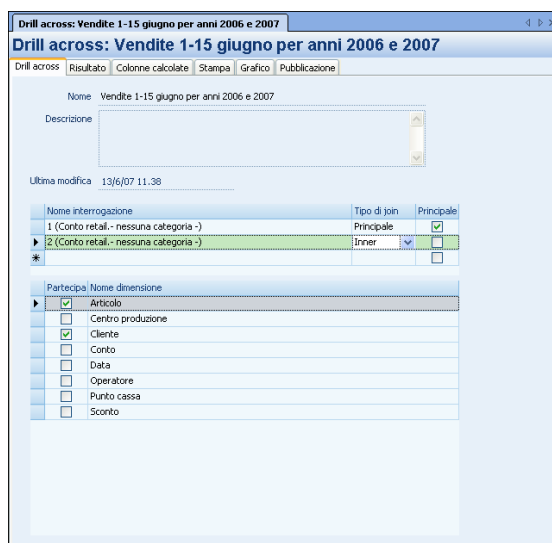 Drill across: Vendite 1-15 giugno per anni 2006 e 2007
Drill across: Vendite 1-15 giugno per anni 2006 e 2007
Drill across Risultato Colonne calcolate Stampa Grafico Pubblicazione
Nome Vendite 1-15 giugno per anni 2006 e 2007
Descrizione
Ultima modifica 13/6/07 11.38
Nome interrogazione Tipo di join Principale
1 (Conto retail.- nessuna categoria -) Principale
2 (Conto retail.- nessuna categoria -) Inner
Partecipa Nome dimensione
Articolo
Centro produzione
Cliente
Conto
Data
Operatore
Punto cassa
Sconto